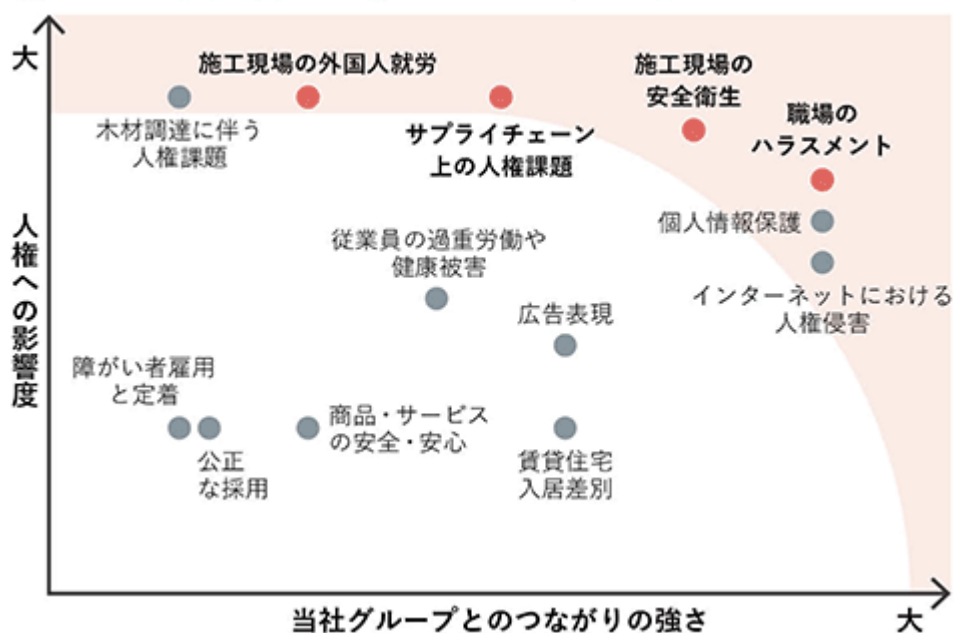 大
施工現場の外国人就労
施工現場の
安全衛生
職場の
ハラスメント
木材調達に伴う
人権課題
サプライチェーン
上の人権課題
個人情報保護
従業員の過重労働や
健康被害
インターネットにおける
人権侵害
広告表現
人権への影響度
障がい者雇用
と定着
商品・サービス
の安全・安心
公正
な採用
賃貸住宅
入居差別
当社グループとのつながりの強さ
大